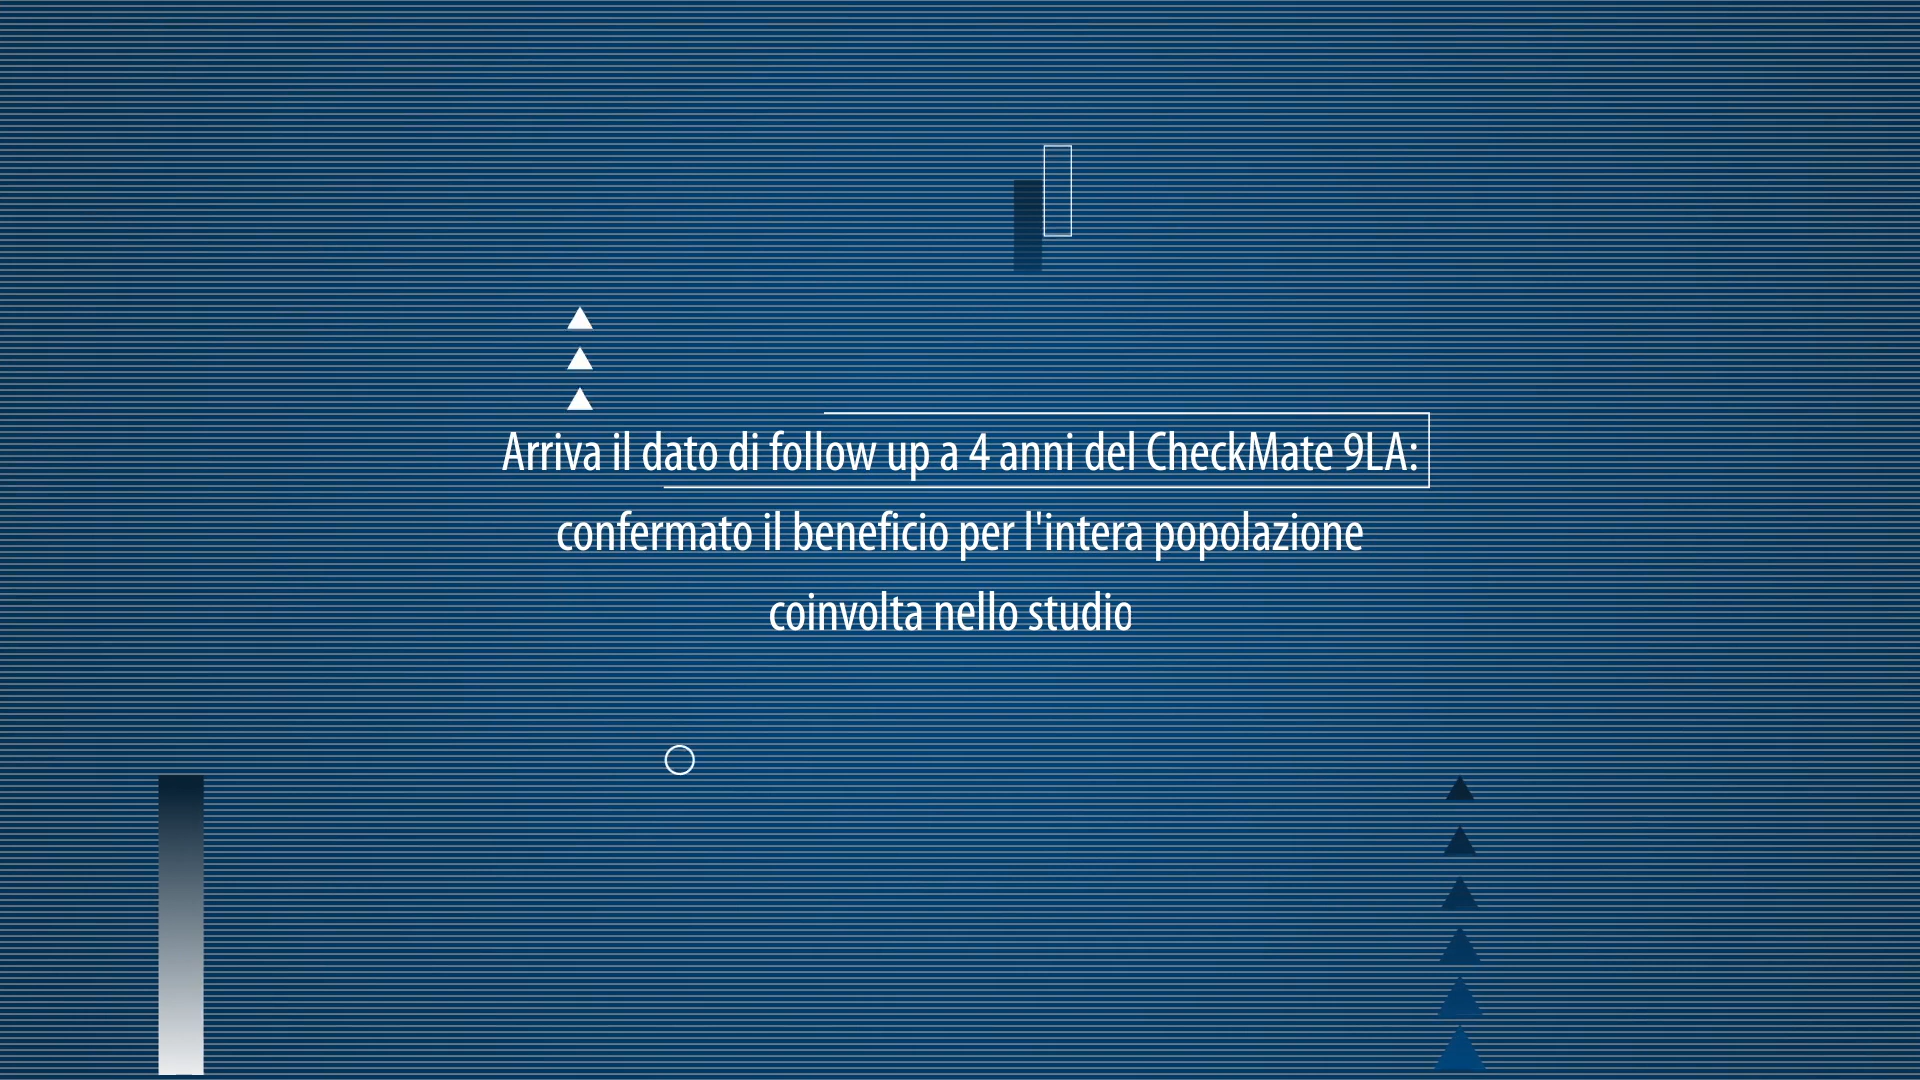 Arriva il dato di follow up a 4 anni del CheckMate 9LA:
confermato il beneficio per l'intera popolazione
coinvolta nello studio